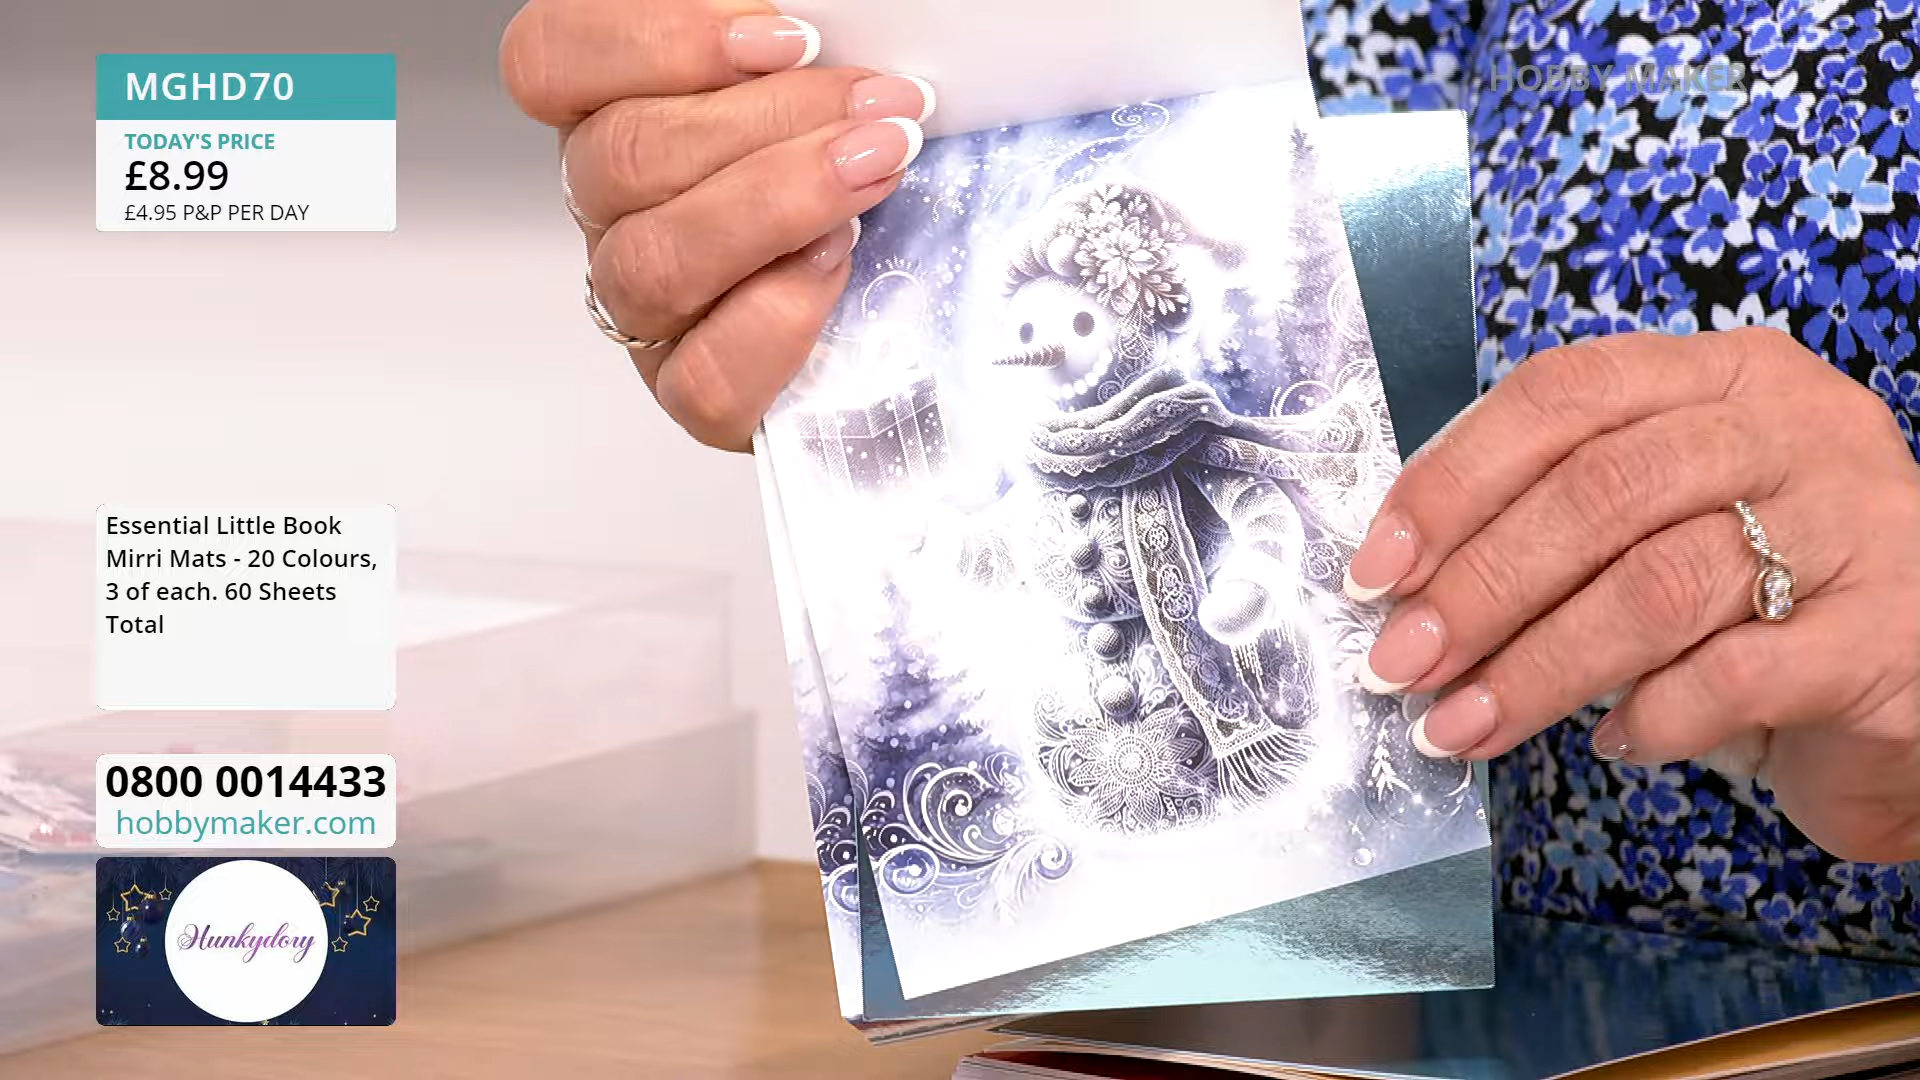 MGHD70
TODAY'S PRICE
£8.99
£4.95 P&P PER DAY
HOBBY MAKER
Essential Little Book
Mirri Mats - 20 Colours,
3 of each. 60 Sheets
Total
0800 0014433
hobbymaker.com
Hunkydory